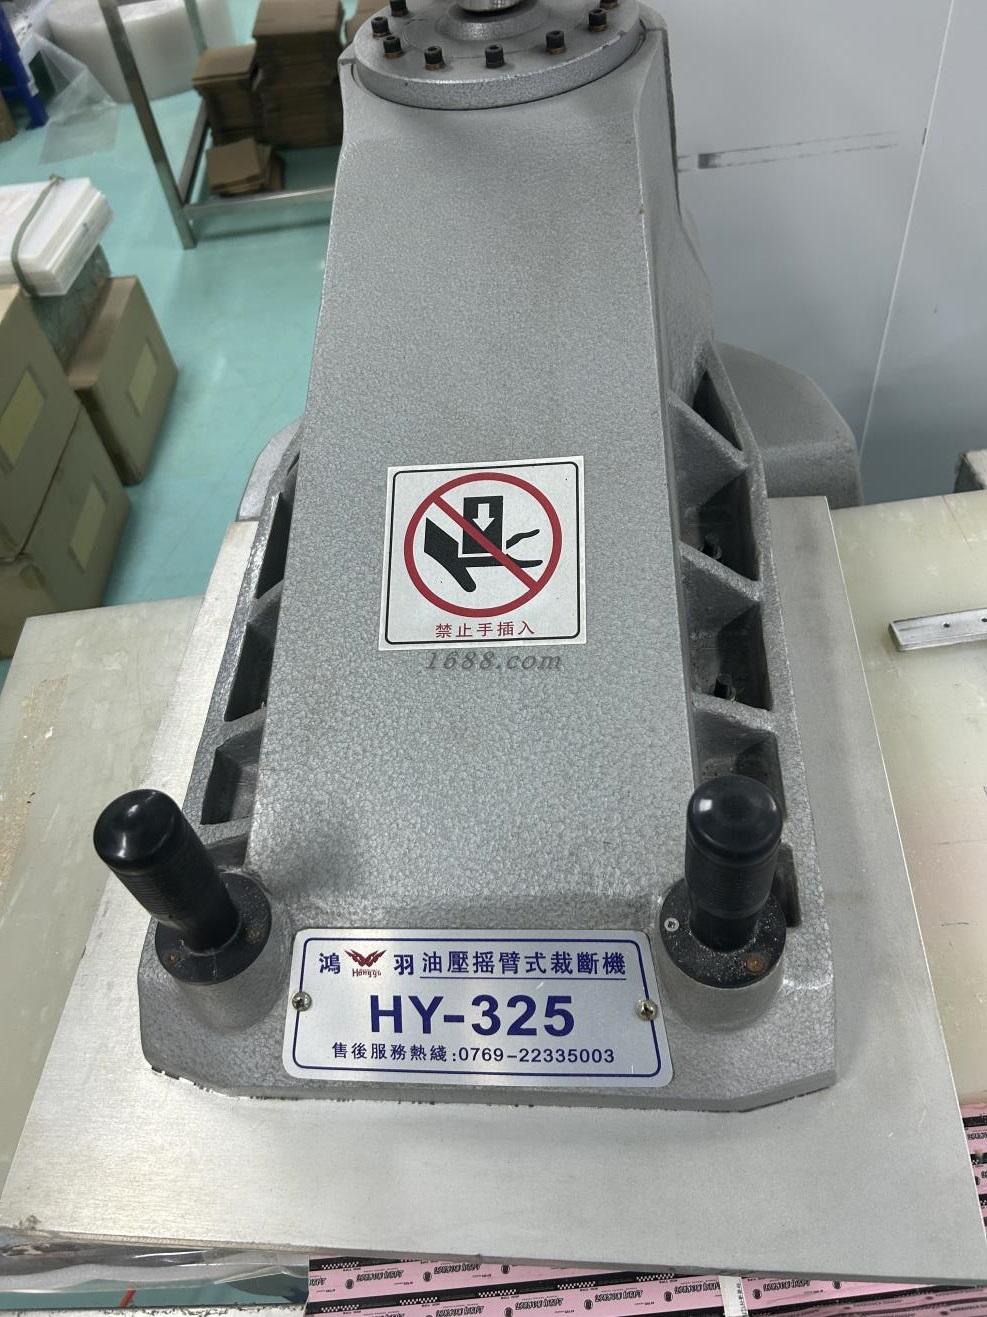 禁止手插入
1688.com
鴻 Hongyu 羽 油壓摇臂式裁斷機
HY-325
售後服務熱綫:0769-22335003